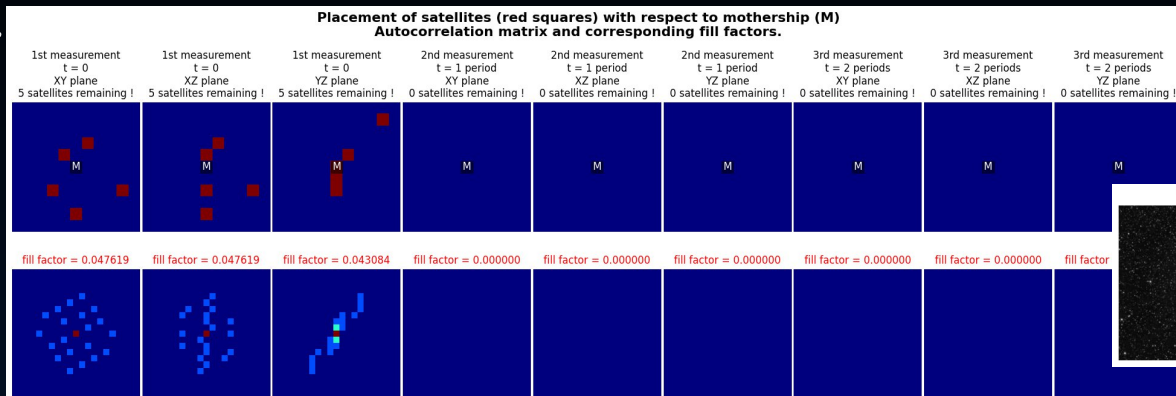 Placement of satellites (red squares) with respect to mothership (M)
Autocorrelation matrix and corresponding fill factors.
1st measurement
t = 0
XY plane
5 satellites remaining !
1st measurement
t = 0
XZ plane
5 satellites remaining !
1st measurement
t = 0
YZ plane
5 satellites remaining !
2nd measurement
t = 1 period
XY plane
0 satellites remaining !
2nd measurement
t = 1 period
XZ plane
0 satellites remaining !
2nd measurement
t = 1 period
YZ plane
0 satellites remaining !
3rd measurement
t = 2 periods
XY plane
0 satellites remaining !
3rd measurement
t = 2 periods
XZ plane
0 satellites remaining !
3rd measurement
t = 2 periods
YZ plane
0 satellites remaining !
M
M
M
M
M
M
M
M
M
fill factor = 0.047619
fill factor = 0.047619
fill factor = 0.043084
fill factor = 0.000000
fill factor = 0.000000
fill factor = 0.000000
fill factor = 0.000000
fill factor = 0.000000
fill factor